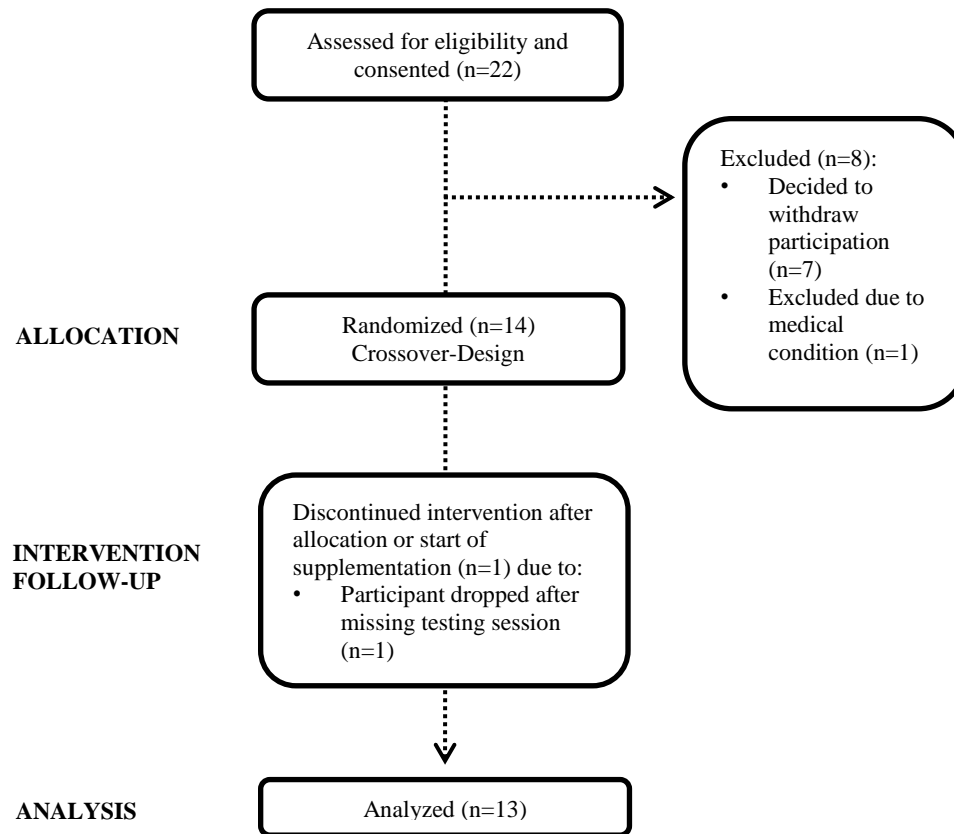 Assessed for eligibility and
consented (n=22)
Excluded (n=8):
• Decided to
withdraw
participation
(n=7)
• Excluded due to
medical
condition (n=1)
ALLOCATION
Randomized (n=14)
Crossover-Design
INTERVENTION
FOLLOW-UP
Discontinued intervention after
allocation or start of
supplementation (n=1) due to:
• Participant dropped after
missing testing session
(n=1)
ANALYSIS
Analyzed (n=13)